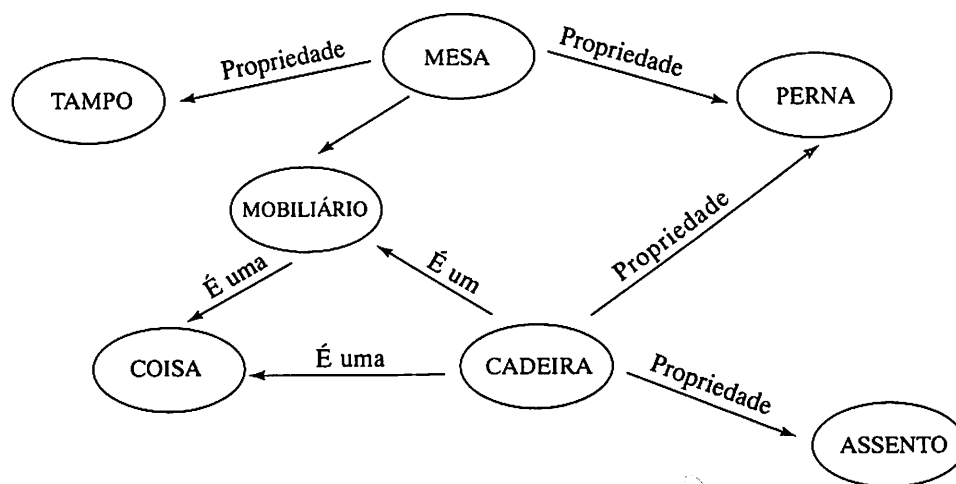 Propriedade
MESA
Propriedade
TAMPO
PERNA
MOBILIÁRIO
Propriedade
É uma
É um
COISA
É uma
CADEIRA
Propriedade
ASSENTO